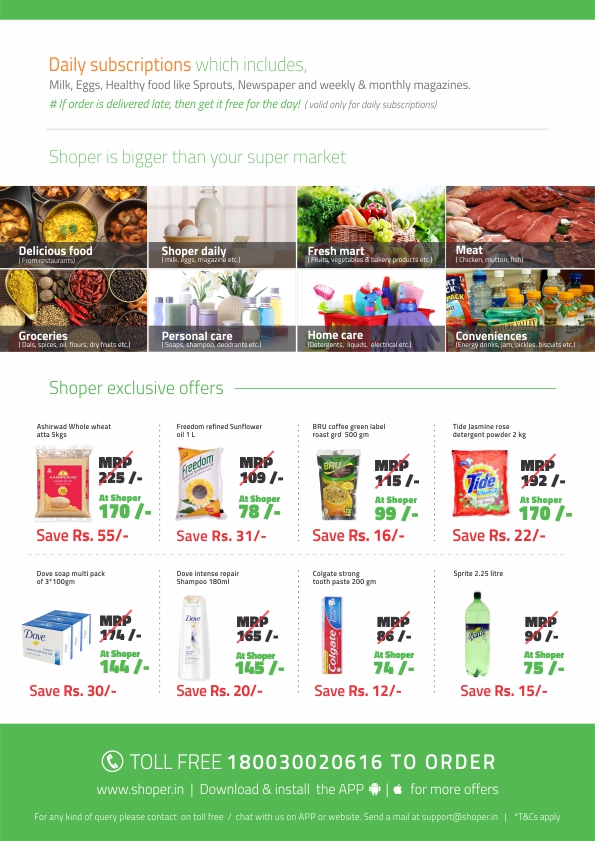 Daily subscriptions which includes,
Milk, Eggs, Healthy food like Sprouts, Newspaper and weekly & monthly magazines.
# If order is delivered late, then get it free for the day! ( valid only for daily subscriptions)
Shoper is bigger than your super market
Delicious food
( From restaurants)
Shoper daily
( milk, eggs, magazine etc.)
Fresh mart
( Fruits, vegetables & bakery products etc.)
Meat
( Chicken, mutton, fish)
Groceries
( Dals, spices, oil, flours, dry fruits etc.)
Personal care
( Soaps, shampoo, deodrants etc.)
Home care
(Detergents, liquids, electrical etc.)
Conveniences
(Energy drinks, jam, pickles, biscuits etc.)
Shoper exclusive offers
Ashirwad Whole wheat
atta 5kgs
AASHIRVAAD
MRP
225 /-
At Shoper
170 /-
Save Rs. 55/-
Freedom refined Sunflower
oil 1 L
Freedom
MRP
109 /-
At Shoper
78 /-
Save Rs. 31/-
BRU coffee green label
roast grd 500 gm
BRU
MRP
115 /-
At Shoper
99 /-
Save Rs. 16/-
Tide Jasmine rose
detergent powder 2 kg
Tide
MRP
192 /-
At Shoper
170 /-
Save Rs. 22/-
Dove soap multi pack
of 3*100gm
Dove
MRP
174 /-
At Shoper
144 /-
Save Rs. 30/-
Dove intense repair
Shampoo 180ml
Dove
MRP
165 /-
At Shoper
145 /-
Save Rs. 20/-
Colgate strong
tooth paste 200 gm
Colgate
MRP
86 /-
At Shoper
74 /-
Save Rs. 12/-
Sprite 2.25 litre
Sprite
MRP
90 /-
At Shoper
75 /-
Save Rs. 15/-
TOLL FREE 180030020616 TO ORDER
www.shoper.in | Download & install the APP | for more offers
For any kind of query please contact on toll free / chat with us on APP or website. Send a mail at support@shoper.in | *T&Cs apply